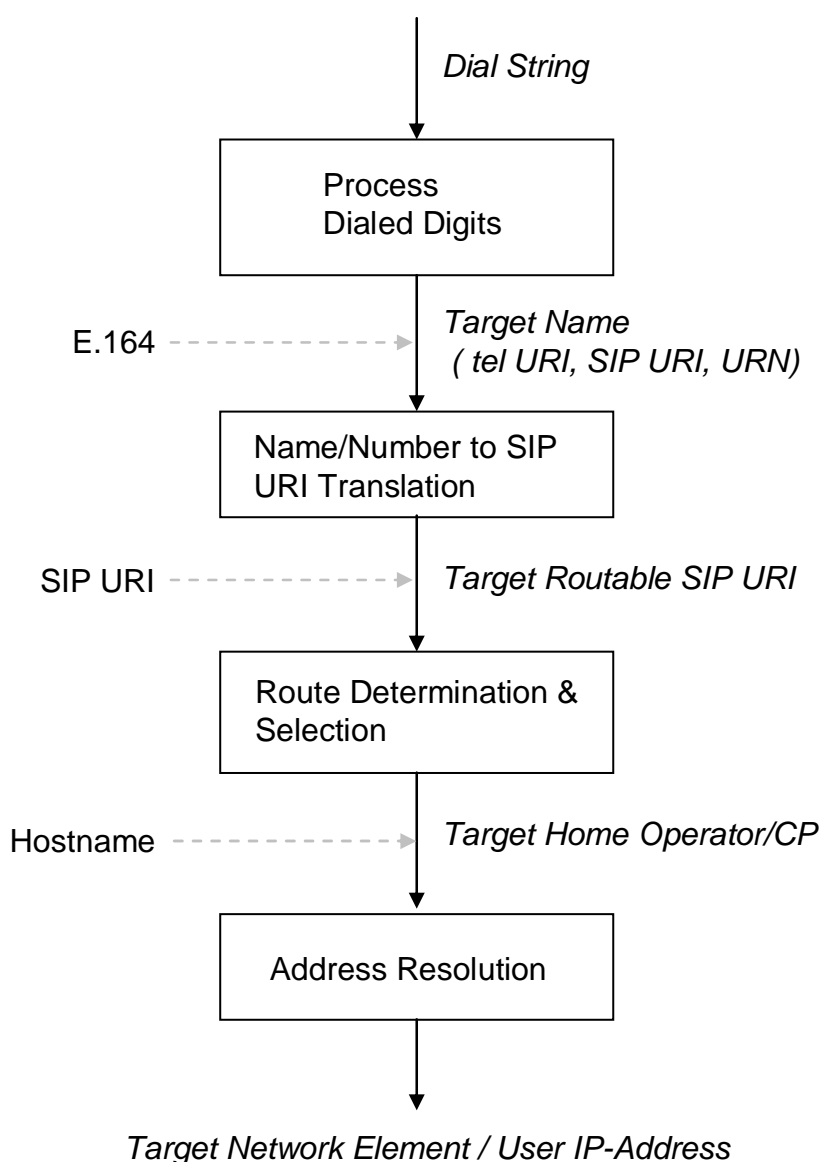 Dial String
Process
Dialed Digits
E.164
Target Name
( tel URI, SIP URI, URN)
Name/Number to SIP
URI Translation
SIP URI
Target Routable SIP URI
Route Determination &
Selection
Hostname
Target Home Operator/CP
Address Resolution
Target Network Element / User IP-Address